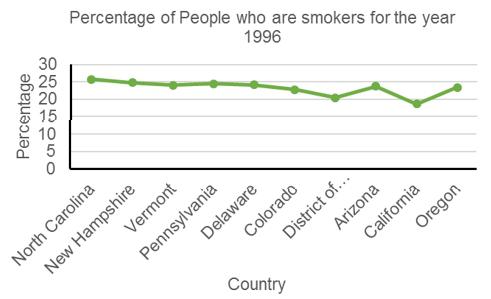 Percentage of People who are smokers for the year
1996
Percentage
30
25
20
15
10
5
0
North Carolina
New Hampshire
Vermont
Pennsylvania
Delaware
Colorado
District of…
Arizona
California
Oregon
Country